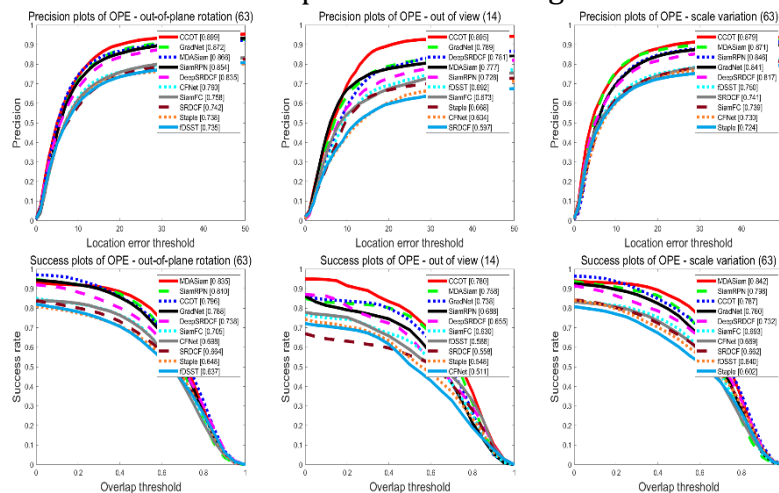 Precision plots of OPE - out-of-plane rotation (63)
CCOT [0.899]
GradNet [0.872]
MDASiam [0.868]
SiamRPN [0.854]
DeepSRDCF [0.835]
CFNet [0.760]
SiamFC [0.758]
SRDCF [0.742]
Staple [0.738]
fDSST [0.735]
Precision
Location error threshold
Precision plots of OPE - out of view (14)
CCOT [0.895]
GradNet [0.789]
DeepSRDCF [0.781]
MDASiam [0.777]
SiamRPN [0.728]
fDSST [0.692]
SiamFC [0.673]
Staple [0.668]
CFNet [0.604]
SRDCF [0.597]
Precision
Location error threshold
Precision plots of OPE - scale variation (63)
CCOT [0.879]
MDASiam [0.871]
SiamRPN [0.846]
GradNet [0.841]
DeepSRDCF [0.817]
fDSST [0.750]
SRDCF [0.741]
SiamFC [0.739]
CFNet [0.730]
Staple [0.724]
Precision
Location error threshold
Success plots of OPE - out-of-plane rotation (63)
MDASiam [0.835]
SiamRPN [0.810]
CCOT [0.796]
GradNet [0.788]
DeepSRDCF [0.758]
SiamFC [0.705]
CFNet [0.698]
SRDCF [0.664]
Staple [0.648]
fDSST [0.637]
Success rate
Overlap threshold
Success plots of OPE - out of view (14)
CCOT [0.780]
MDASiam [0.758]
GradNet [0.738]
SiamRPN [0.688]
DeepSRDCF [0.655]
SiamFC [0.630]
fDSST [0.588]
SRDCF [0.558]
Staple [0.546]
CFNet [0.511]
Success rate
Overlap threshold
Success plots of OPE - scale variation (63)
MDASiam [0.842]
SiamRPN [0.798]
CCOT [0.787]
GradNet [0.760]
DeepSRDCF [0.732]
SiamFC [0.693]
CFNet [0.689]
SRDCF [0.662]
fDSST [0.640]
Staple [0.602]
Success rate
Overlap threshold